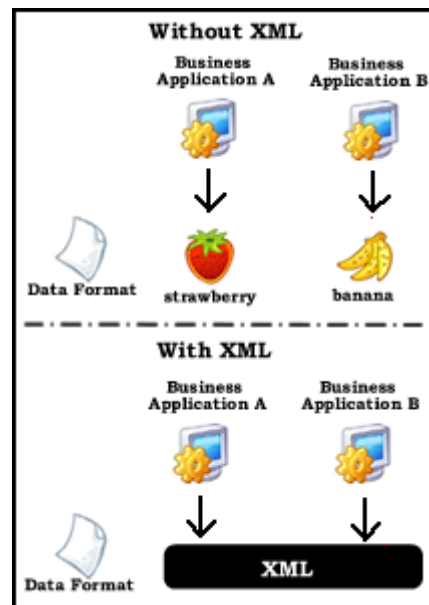 Without XML
Business Application A
Business Application B
Data Format
strawberry
banana
With XML
Business Application A
Business Application B
Data Format
XML